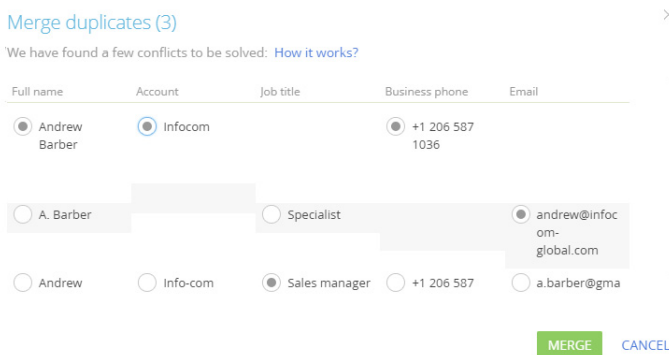 Merge duplicates (3)
We have found a few conflicts to be solved: How it works?
Full name Account Job title Business phone Email
Andrew Infocom +1 206 587
Barber 1036
A. Barber Specialist andrew@infoc
om-
global.com
Andrew Info-com Sales manager +1 206 587 a.barber@gma
MERGE CANCEL